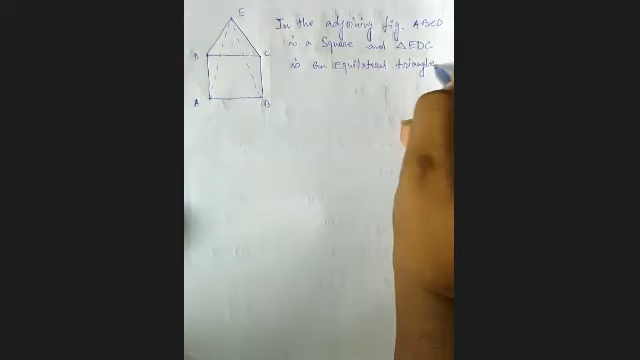 E
In the adjoining fig. ABCD
D C is a Square and △EDC
is an equilateral triangle
A B